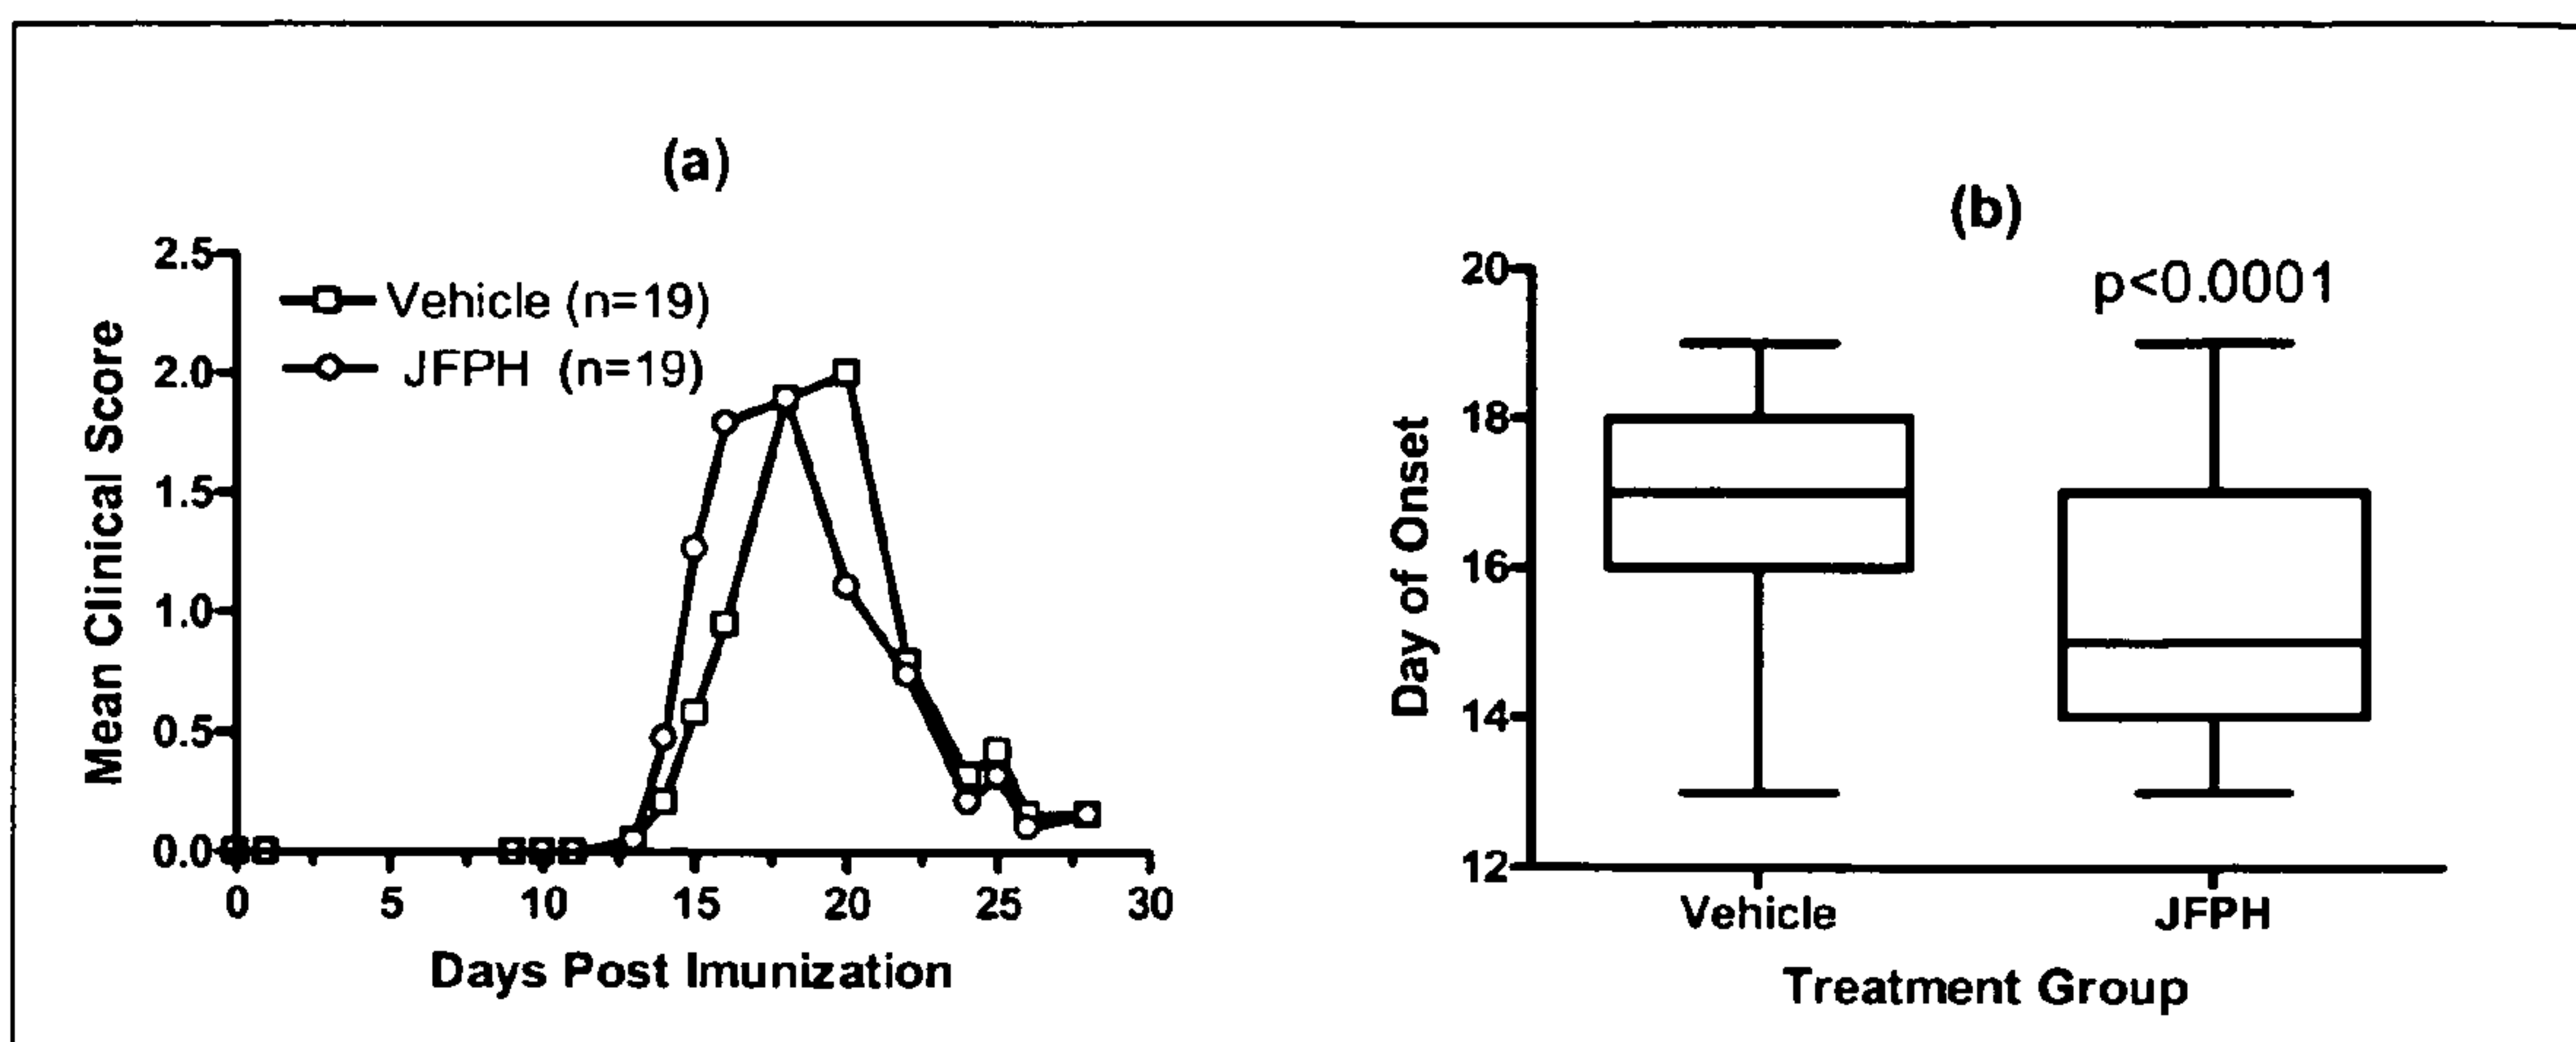 (a)
2.5
2.0
1.5
1.0
0.5
0.0
Mean Clinical Score
Vehicle (n=19)
JFPH (n=19)
0 5 10 15 20 25 30
Days Post Imunization
(b)
p<0.0001
20
18
16
14
12
Day of Onset
Vehicle JFPH
Treatment Group